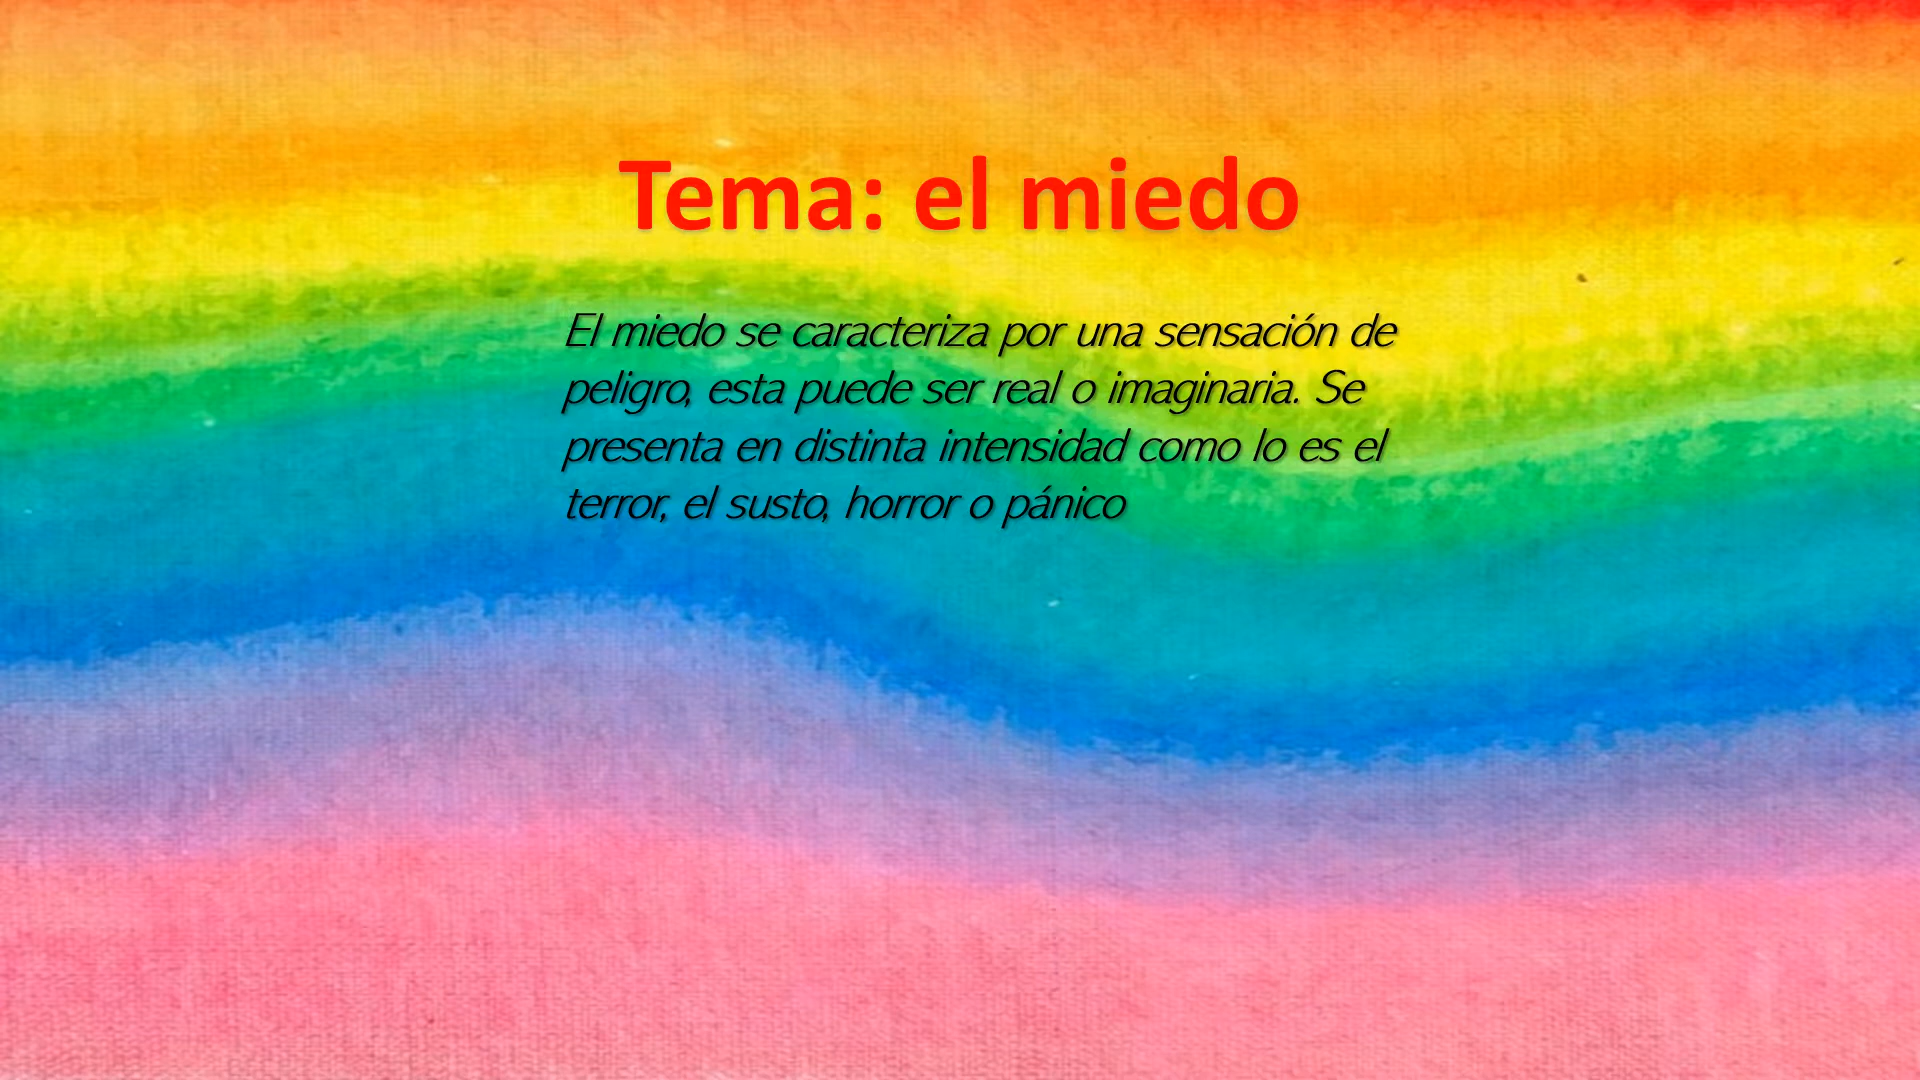 Tema: el miedo
El miedo se caracteriza por una sensación de
peligro, esta puede ser real o imaginaria. Se
presenta en distinta intensidad como lo es el
terror, el susto, horror o pánico